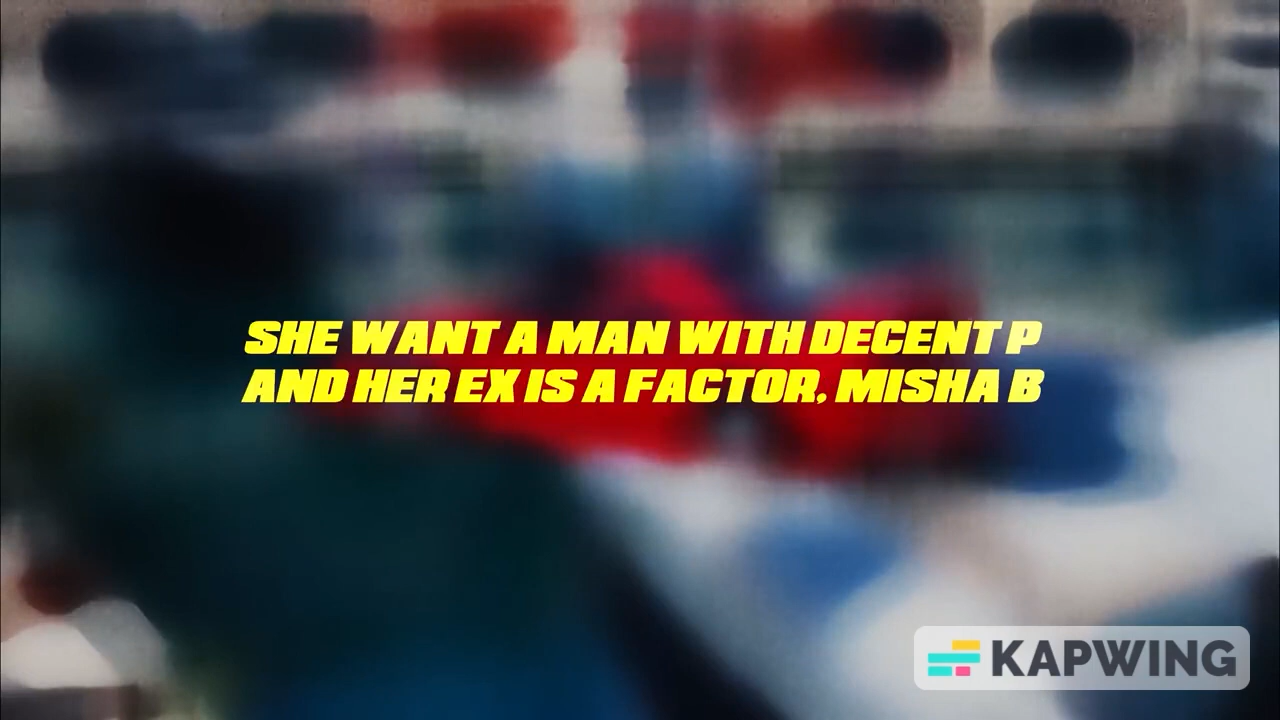 SHE WANT A MAN WITH DECENT P
AND HER EX IS A FACTOR, MISHA B
KAPWING